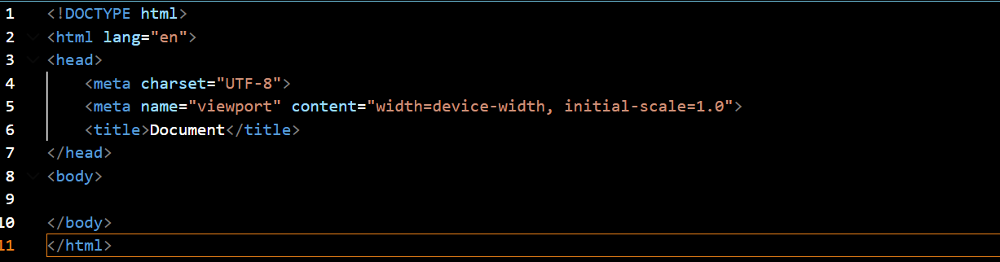 1 <!DOCTYPE html>
2 <html lang="en">
3 <head>
4     <meta charset="UTF-8">
5     <meta name="viewport" content="width=device-width, initial-scale=1.0">
6     <title>Document</title>
7 </head>
8 <body>
9
10 </body>
11 </html>